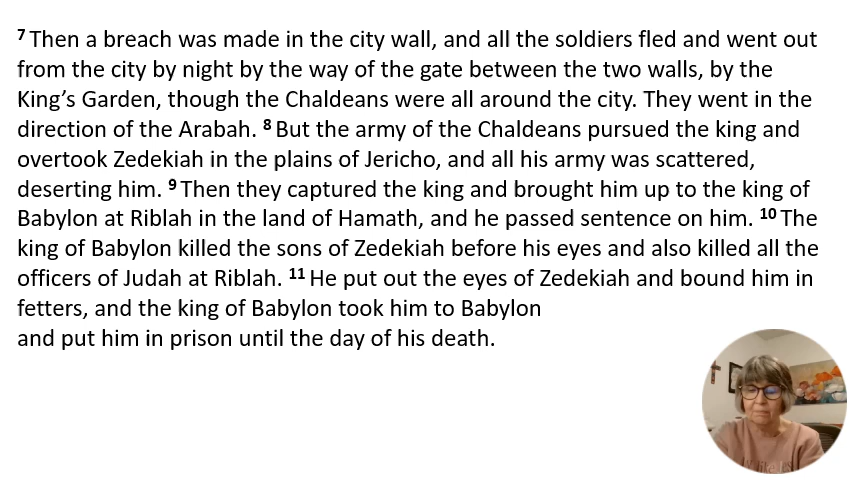 7 Then a breach was made in the city wall, and all the soldiers fled and went out
from the city by night by the way of the gate between the two walls, by the
King’s Garden, though the Chaldeans were all around the city. They went in the
direction of the Arabah. 8 But the army of the Chaldeans pursued the king and
overtook Zedekiah in the plains of Jericho, and all his army was scattered,
deserting him. 9 Then they captured the king and brought him up to the king of
Babylon at Riblah in the land of Hamath, and he passed sentence on him. 10 The
king of Babylon killed the sons of Zedekiah before his eyes and also killed all the
officers of Judah at Riblah. 11 He put out the eyes of Zedekiah and bound him in
fetters, and the king of Babylon took him to Babylon
and put him in prison until the day of his death.